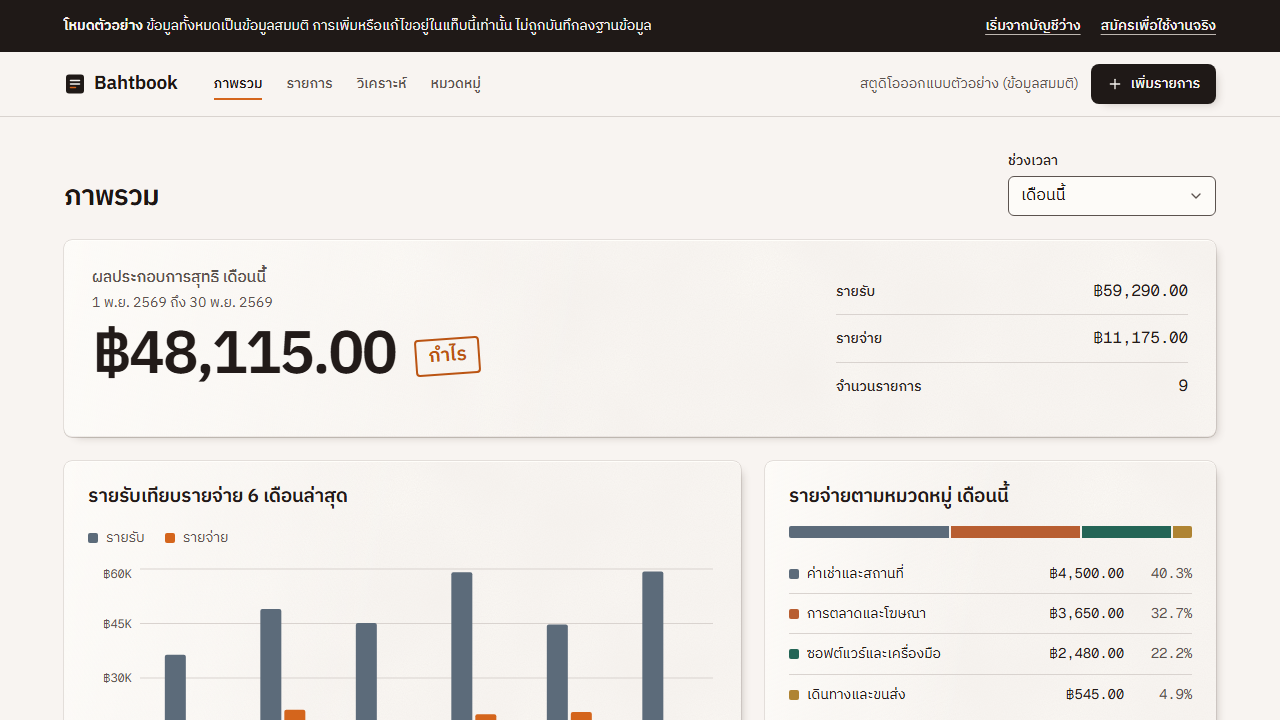 โหมดตัวอย่าง ข้อมูลทั้งหมดเป็นข้อมูลสมมติ การเพิ่มหรือแก้ไขอยู่ในแท็บนี้เท่านั้น ไม่ถูกบันทึกลงฐานข้อมูล
เริ่มจากบัญชีว่าง
สมัครเพื่อใช้งานจริง
Bahtbook
ภาพรวม
รายการ
วิเคราะห์
หมวดหมู่
สตูดิโอออกแบบตัวอย่าง (ข้อมูลสมมติ)
เพิ่มรายการ
ภาพรวม
ช่วงเวลา
เดือนนี้
ผลประกอบการสุทธิ เดือนนี้
1 พ.ย. 2569 ถึง 30 พ.ย. 2569
฿48,115.00
กำไร
รายรับ ฿59,290.00
รายจ่าย ฿11,175.00
จำนวนรายการ 9
รายรับเทียบรายจ่าย 6 เดือนล่าสุด
รายรับ รายจ่าย
฿60K
฿45K
฿30K
รายจ่ายตามหมวดหมู่ เดือนนี้
ค่าเช่าและสถานที่ ฿4,500.00 40.3%
การตลาดและโฆษณา ฿3,650.00 32.7%
ซอฟต์แวร์และเครื่องมือ ฿2,480.00 22.2%
เดินทางและขนส่ง ฿545.00 4.9%